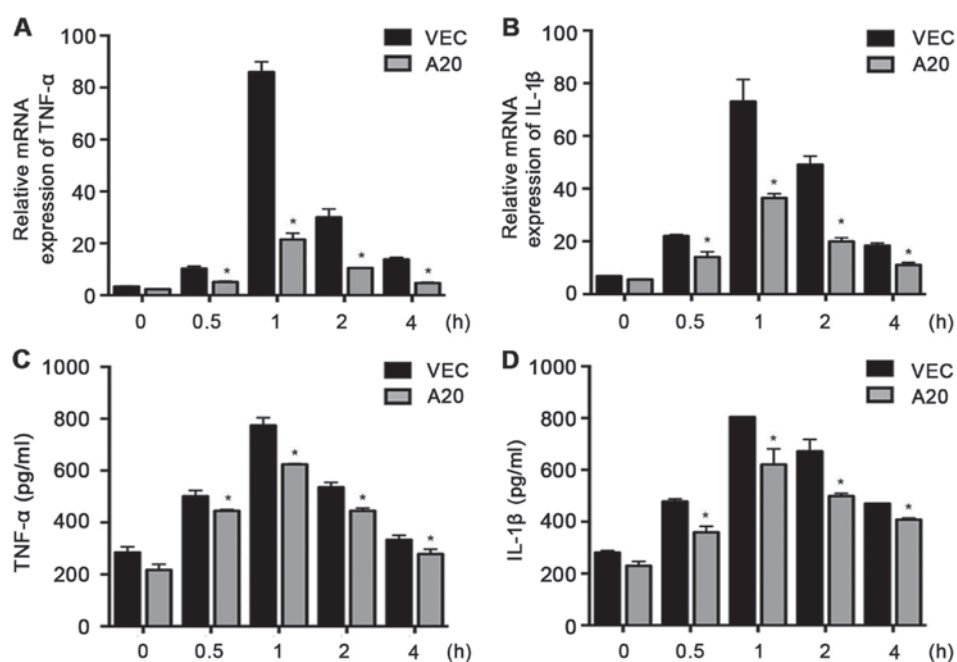 A
Relative mRNA
expression of TNF-α
100
80
60
40
20
0
VEC
A20
*
*
*
*
0 0.5 1 2 4 (h)
B
Relative mRNA
expression of IL-1β
100
80
60
40
20
0
VEC
A20
*
*
*
*
0 0.5 1 2 4 (h)
C
TNF-α (pg/ml)
1000
800
600
400
200
0
VEC
A20
*
*
*
*
0 0.5 1 2 4 (h)
D
IL-1β (pg/ml)
1000
800
600
400
200
0
VEC
A20
*
*
*
*
0 0.5 1 2 4 (h)